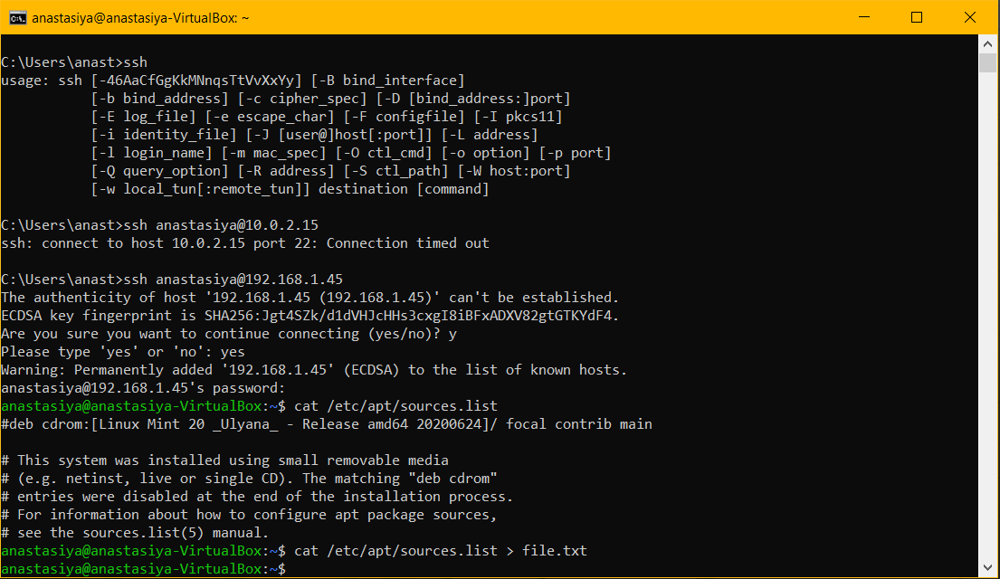 anastasiya@anastasiya-VirtualBox: ~
C:\Users\anast>ssh
usage: ssh [-46AaCfGgKkMNnqsTtVvXxYy] [-B bind_interface]
           [-b bind_address] [-c cipher_spec] [-D [bind_address:]port]
           [-E log_file] [-e escape_char] [-F configfile] [-I pkcs11]
           [-i identity_file] [-J [user@]host[:port]] [-L address]
           [-l login_name] [-m mac_spec] [-O ctl_cmd] [-o option] [-p port]
           [-Q query_option] [-R address] [-S ctl_path] [-W host:port]
           [-w local_tun[:remote_tun]] destination [command]
C:\Users\anast>ssh anastasiya@10.0.2.15
ssh: connect to host 10.0.2.15 port 22: Connection timed out
C:\Users\anast>ssh anastasiya@192.168.1.45
The authenticity of host '192.168.1.45 (192.168.1.45)' can't be established.
ECDSA key fingerprint is SHA256:Jgt4SZk/d1dVHJcHHs3cxgI8iBFxADXV82gtGTKYdF4.
Are you sure you want to continue connecting (yes/no)? y
Please type 'yes' or 'no': yes
Warning: Permanently added '192.168.1.45' (ECDSA) to the list of known hosts.
anastasiya@192.168.1.45's password:
anastasiya@anastasiya-VirtualBox:~$ cat /etc/apt/sources.list
#deb cdrom:[Linux Mint 20 _Ulyana_ - Release amd64 20200624]/ focal contrib main
# This system was installed using small removable media
# (e.g. netinst, live or single CD). The matching "deb cdrom"
# entries were disabled at the end of the installation process.
# For information about how to configure apt package sources,
# see the sources.list(5) manual.
anastasiya@anastasiya-VirtualBox:~$ cat /etc/apt/sources.list > file.txt
anastasiya@anastasiya-VirtualBox:~$